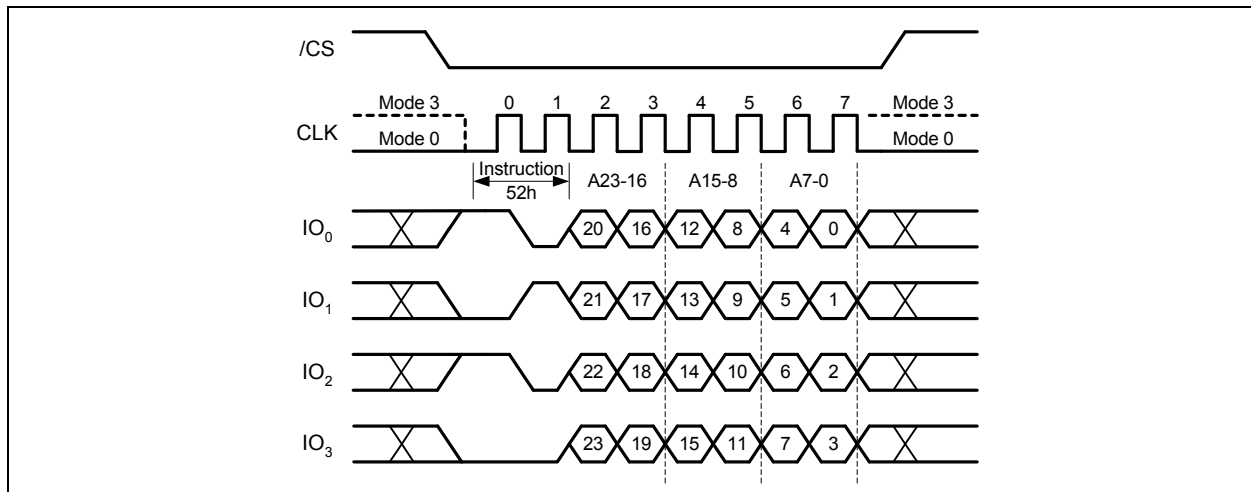 /CS
Mode 3 0 1 2 3 4 5 6 7 Mode 3
CLK
Mode 0 Mode 0
Instruction A23-16 A15-8 A7-0
52h
IO0 20 16 12 8 4 0
IO1 21 17 13 9 5 1
IO2 22 18 14 10 6 2
IO3 23 19 15 11 7 3